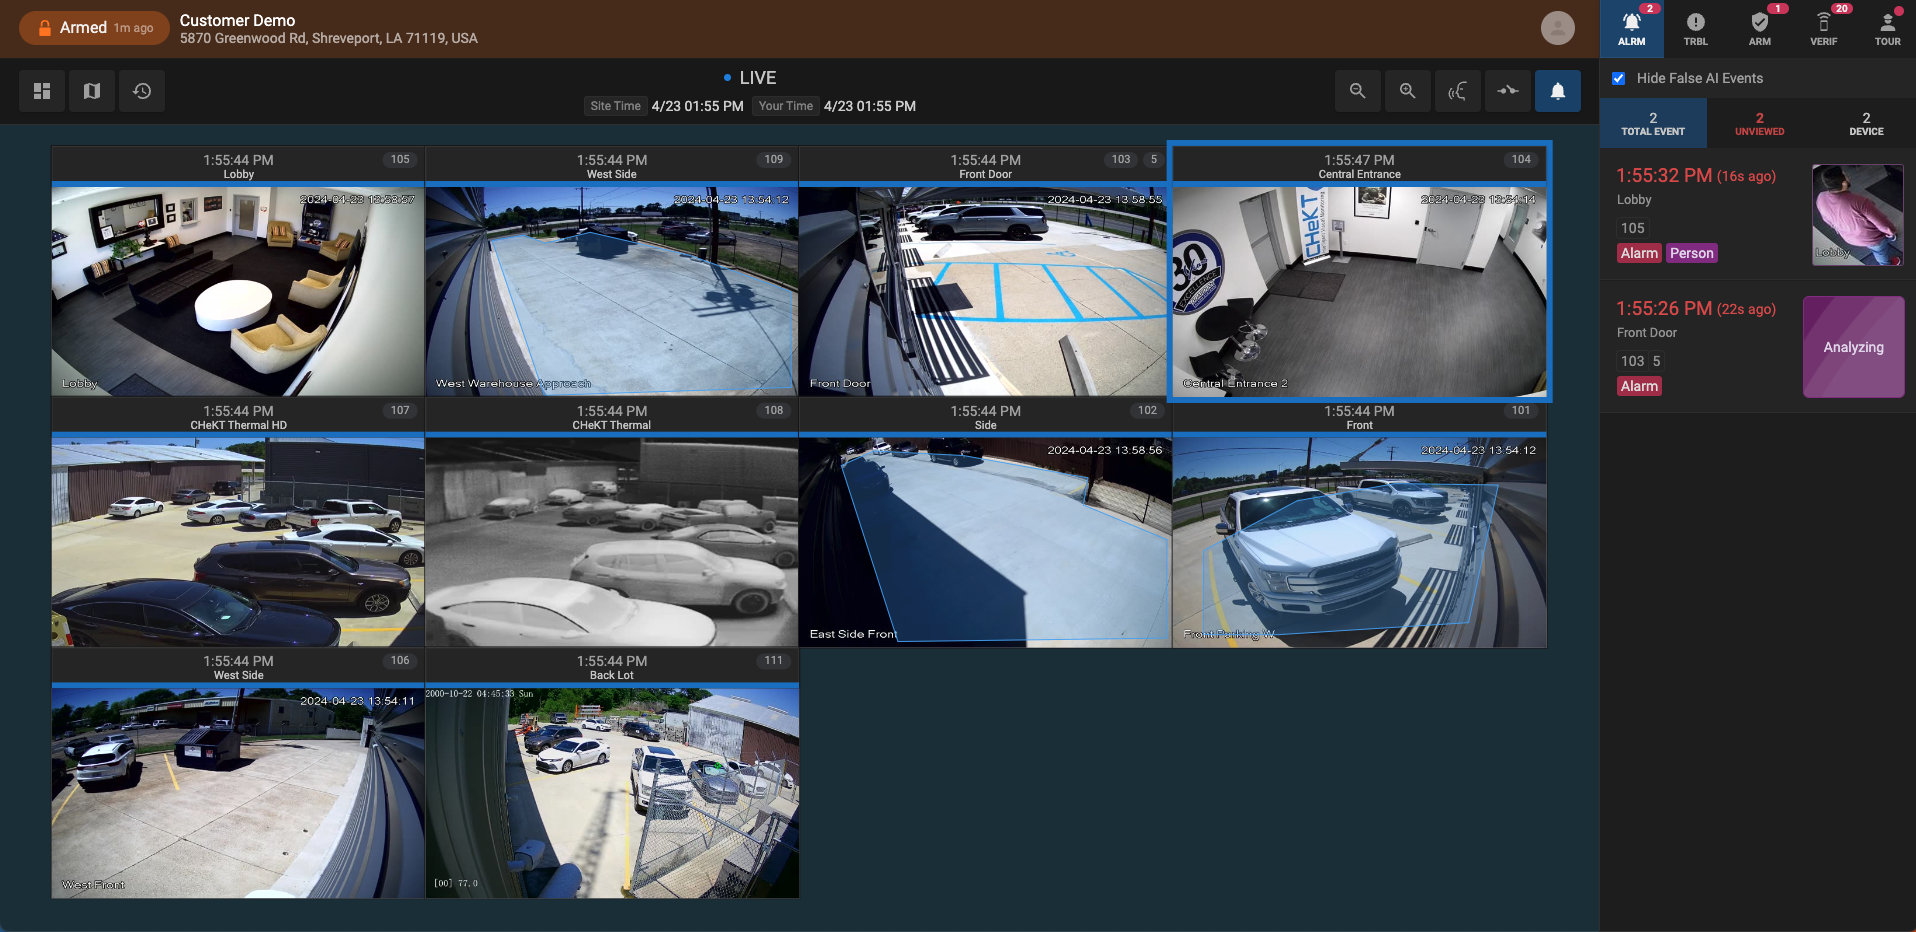 Armed 1m ago
Customer Demo
5870 Greenwood Rd, Shreveport, LA 71119, USA
2
1
20
ALRM
TRBL
ARM
VERIF
TOUR
LIVE
Site Time 4/23 01:55 PM Your Time 4/23 01:55 PM
Hide False AI Events
2
TOTAL EVENT
2
UNVIEWED
2
DEVICE
1:55:32 PM (16s ago)
Lobby
105
Alarm Person
Lobby
1:55:26 PM (22s ago)
Front Door
103 5
Alarm
Analyzing
1:55:44 PM 105
Lobby
2024-04-23 13:58:57
Lobby
1:55:44 PM 109
West Side
2024-04-23 13:54:12
West Warehouse Approach
1:55:44 PM 103 5
Front Door
2024-04-23 13:58:55
Front Door
1:55:47 PM 104
Central Entrance
2024-04-23 13:54:14
CHeKT
30
EXCELLENCE
Central Entrance 2
1:55:44 PM 107
CHeKT Thermal HD
1:55:44 PM 108
CHeKT Thermal
1:55:44 PM 102
Side
2024-04-23 13:58:56
East Side Front
1:55:44 PM 101
Front
2024-04-23 13:54:12
Front Parking W
1:55:44 PM 106
West Side
2024-04-23 13:54:11
West Front
1:55:44 PM 111
Back Lot
2000-10-22 04:45:33 Sun
[00] 77.0